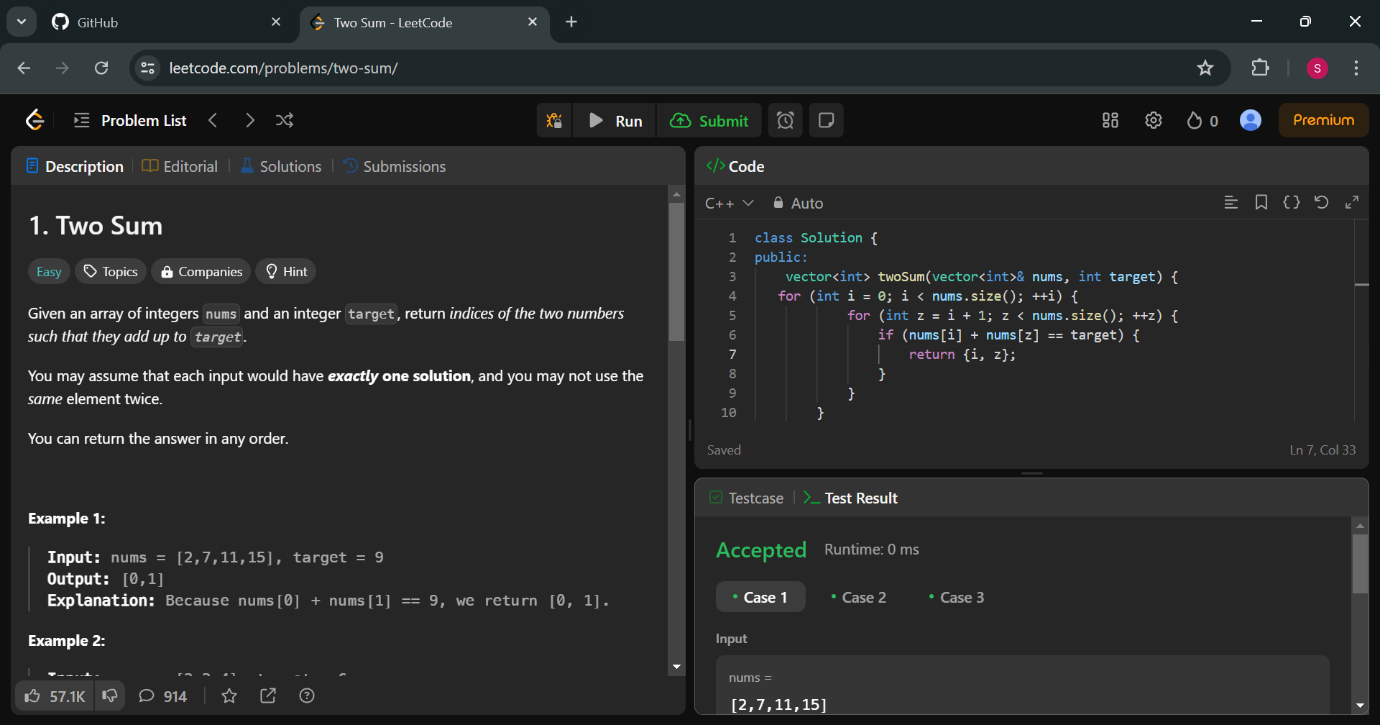 GitHub
Two Sum - LeetCode
leetcode.com/problems/two-sum/
S
Problem List
Run
Submit
0
Premium
Description
Editorial
Solutions
Submissions
1. Two Sum
Easy
Topics
Companies
Hint
Given an array of integers nums and an integer target, return indices of the two numbers
such that they add up to target.
You may assume that each input would have exactly one solution, and you may not use the
same element twice.
You can return the answer in any order.
Example 1:
Input: nums = [2,7,11,15], target = 9
Output: [0,1]
Explanation: Because nums[0] + nums[1] == 9, we return [0, 1].
Example 2:
57.1K
914
</> Code
C++
Auto
1 class Solution {
2 public:
3 vector<int> twoSum(vector<int>& nums, int target) {
4 for (int i = 0; i < nums.size(); ++i) {
5 for (int z = i + 1; z < nums.size(); ++z) {
6 if (nums[i] + nums[z] == target) {
7 return {i, z};
8 }
9 }
10 }
Saved
Ln 7, Col 33
Testcase
Test Result
Accepted
Runtime: 0 ms
Case 1
Case 2
Case 3
Input
nums =
[2,7,11,15]